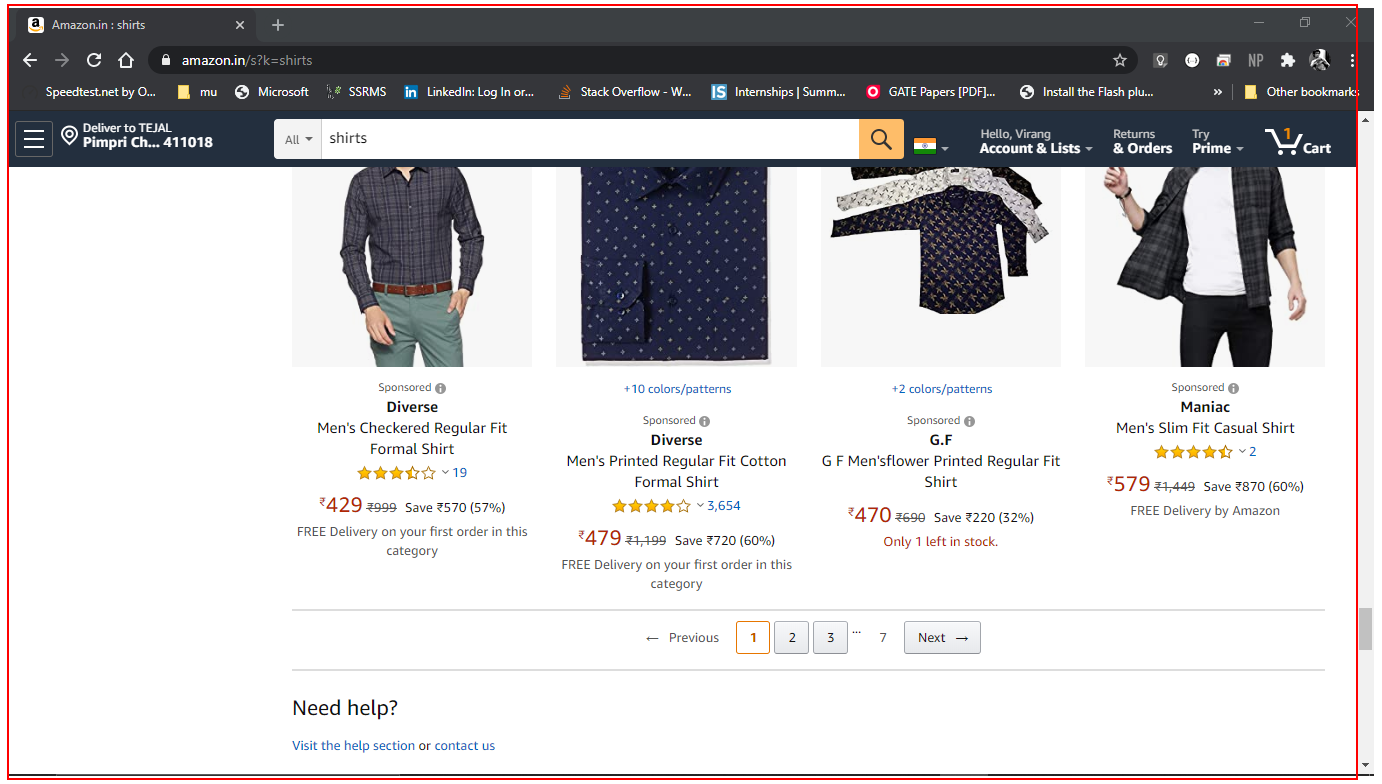 Amazon.in : shirts
amazon.in/s?k=shirts
NP
Speedtest.net by O... mu Microsoft SSRMS LinkedIn: Log In or... Stack Overflow - W... Internships | Summ... GATE Papers [PDF]... Install the Flash plu... » Other bookmarks
Deliver to TEJAL
Pimpri Ch... 411018
All shirts
Hello, Virang
Account & Lists
Returns
& Orders
Try
Prime
1
Cart
Sponsored
Diverse
Men's Checkered Regular Fit
Formal Shirt
19
₹429 ₹999 Save ₹570 (57%)
FREE Delivery on your first order in this
category
+10 colors/patterns
Sponsored
Diverse
Men's Printed Regular Fit Cotton
Formal Shirt
3,654
₹479 ₹1,199 Save ₹720 (60%)
FREE Delivery on your first order in this
category
+2 colors/patterns
Sponsored
G.F
G F Men'sflower Printed Regular Fit
Shirt
₹470 ₹690 Save ₹220 (32%)
Only 1 left in stock.
Sponsored
Maniac
Men's Slim Fit Casual Shirt
2
₹579 ₹1,449 Save ₹870 (60%)
FREE Delivery by Amazon
← Previous 1 2 3 ... 7 Next →
Need help?
Visit the help section or contact us